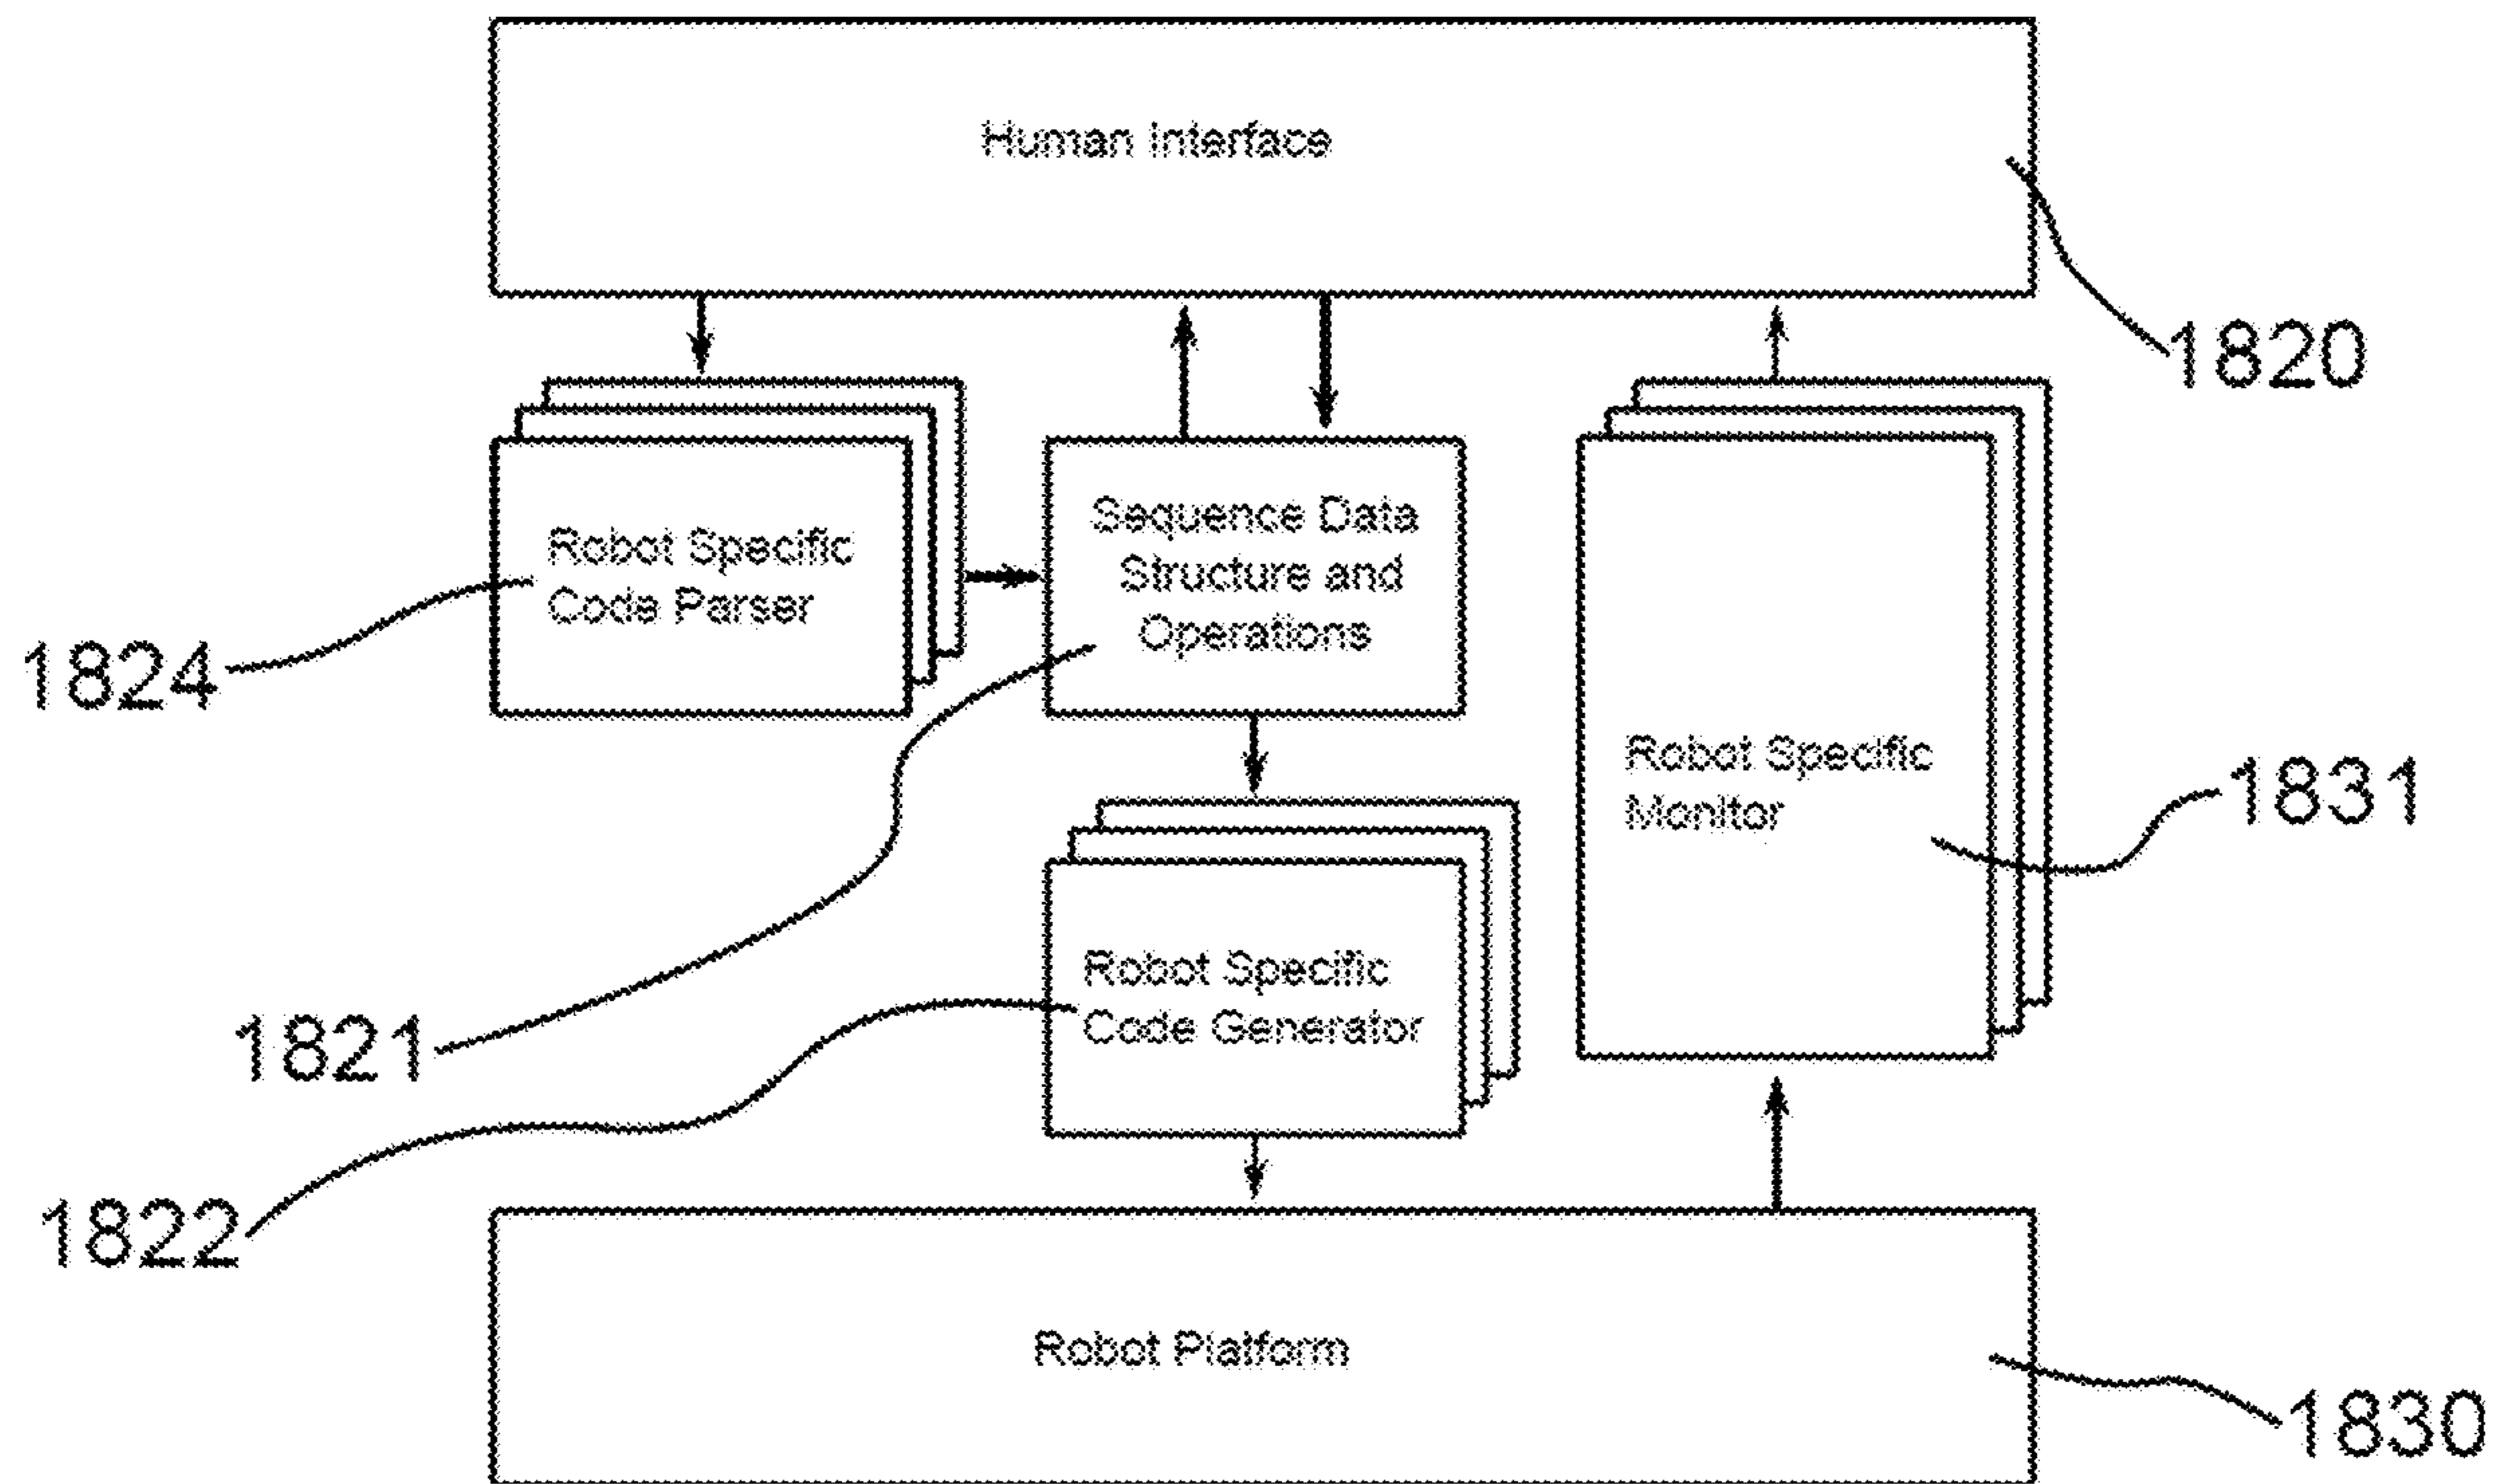 Human Interface
1820
Robot Specific
Code Parser
Sequence Data
Structure and
Operations
1824
Robot Specific
Monitor
1831
1821
Robot Specific
Code Generator
1822
Robot Platform
1830